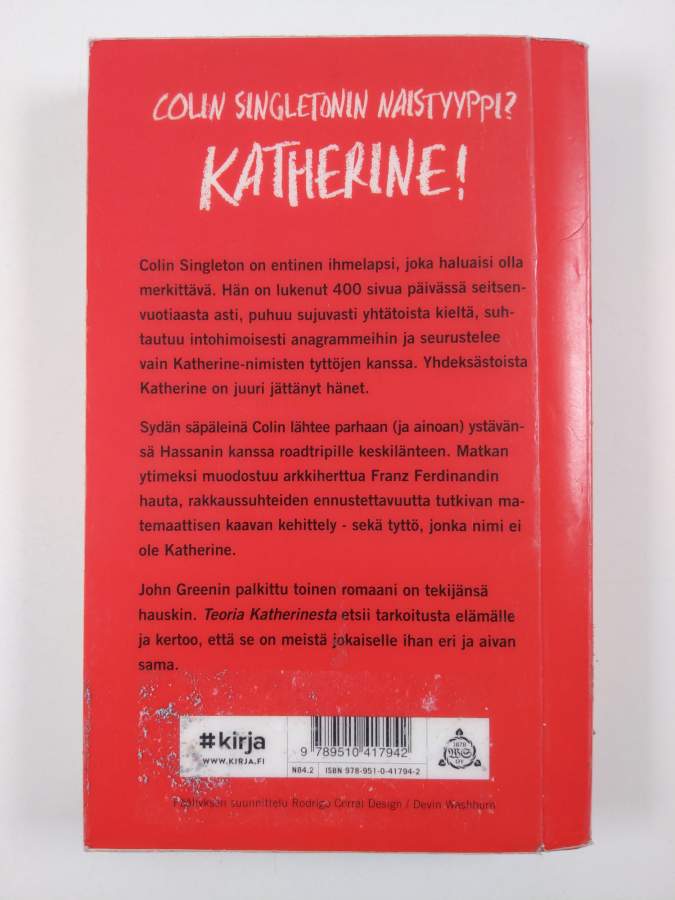 COLIN SINGLETONIN NAISTYYPPI?
KATHERINE!
Colin Singleton on entinen ihmelapsi, joka haluaisi olla
merkittävä. Hän on lukenut 400 sivua päivässä seitsen-
vuotiaasta asti, puhuu sujuvasti yhtätoista kieltä, suh-
tautuu intohimoisesti anagrammeihin ja seurustelee
vain Katherine-nimisten tyttöjen kanssa. Yhdeksästoista
Katherine on juuri jättänyt hänet.
Sydän säpäleinä Colin lähtee parhaan (ja ainoan) ystävän-
sä Hassanin kanssa roadtripille keskilänteen. Matkan
ytimeksi muodostuu arkkiherttua Franz Ferdinandin
hauta, rakkaussuhteiden ennustettavuutta tutkivan ma-
temaattisen kaavan kehittely - sekä tyttö, jonka nimi ei
ole Katherine.
John Greenin palkittu toinen romaani on tekijänsä
hauskin. Teoria Katherinesta etsii tarkoitusta elämälle
ja kertoo, että se on meistä jokaiselle ihan eri ja aivan
sama.
#kirja
WWW.KIRJA.FI
9 789510 417942
N84.2 ISBN 978-951-0-41794-2
1878
OY
Päällyksen suunnittelu Rodrigo Corral Design / Devin Washburn